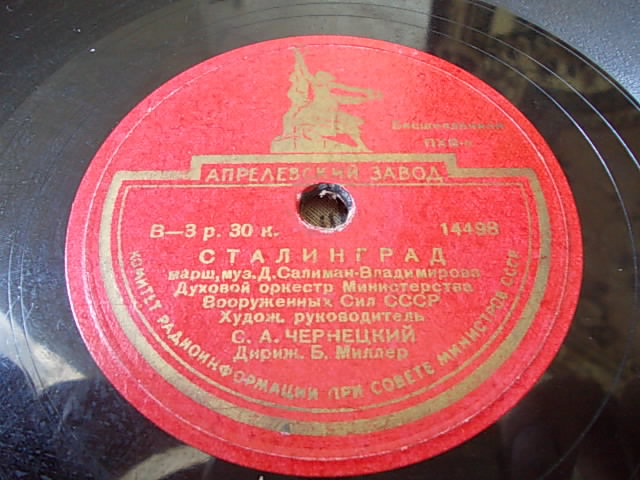 АПРЕЛЕВСКИЙ ЗАВОД
В—3 р. 30 к. 14498
СТАЛИНГРАД
марш, муз. Д. Салиман-Владимирова
Духовой оркестр Министерства
Вооруженных Сил СССР
Худож. руководитель
С. А. ЧЕРНЕЦКИЙ
Дириж. Б. Миллер
КОМИТЕТ РАДИОИНФОРМАЦИИ ПРИ СОВЕТЕ МИНИСТРОВ СССР